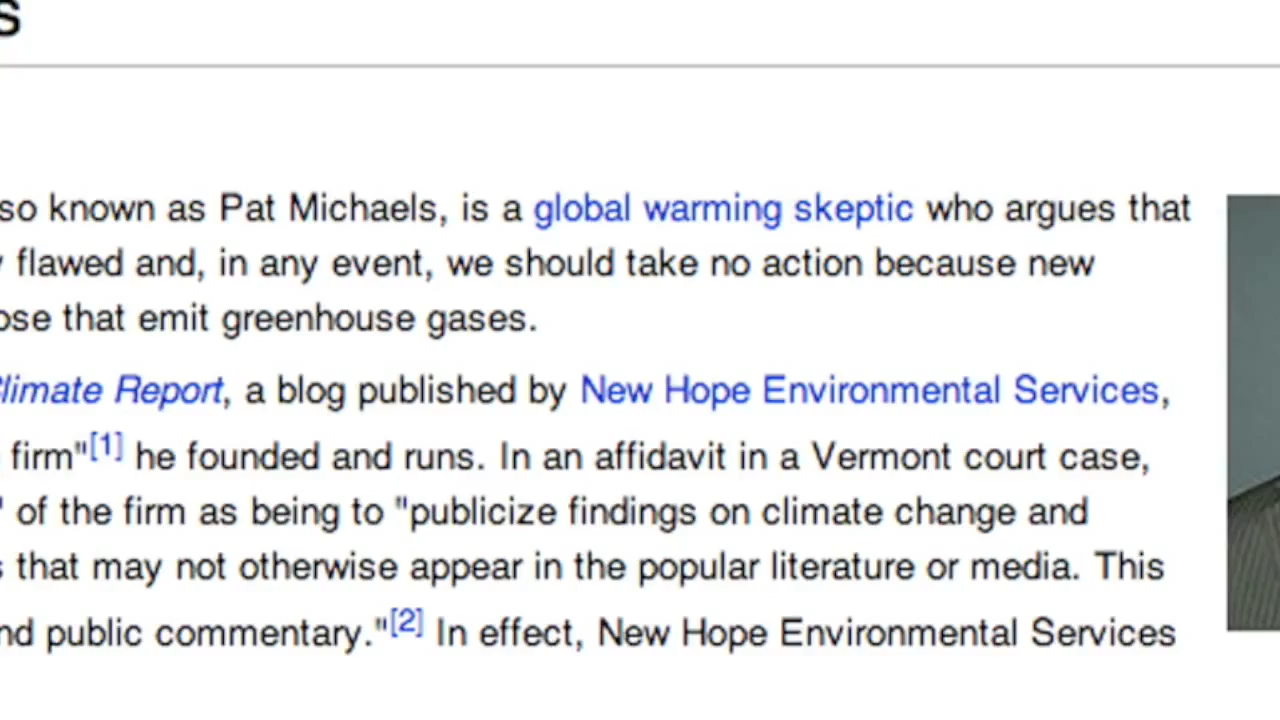 s
so known as Pat Michaels, is a global warming skeptic who argues that
flawed and, in any event, we should take no action because new
ose that emit greenhouse gases.
Climate Report, a blog published by New Hope Environmental Services,
firm"[1] he founded and runs. In an affidavit in a Vermont court case,
" of the firm as being to "publicize findings on climate change and
s that may not otherwise appear in the popular literature or media. This
nd public commentary."[2] In effect, New Hope Environmental Services